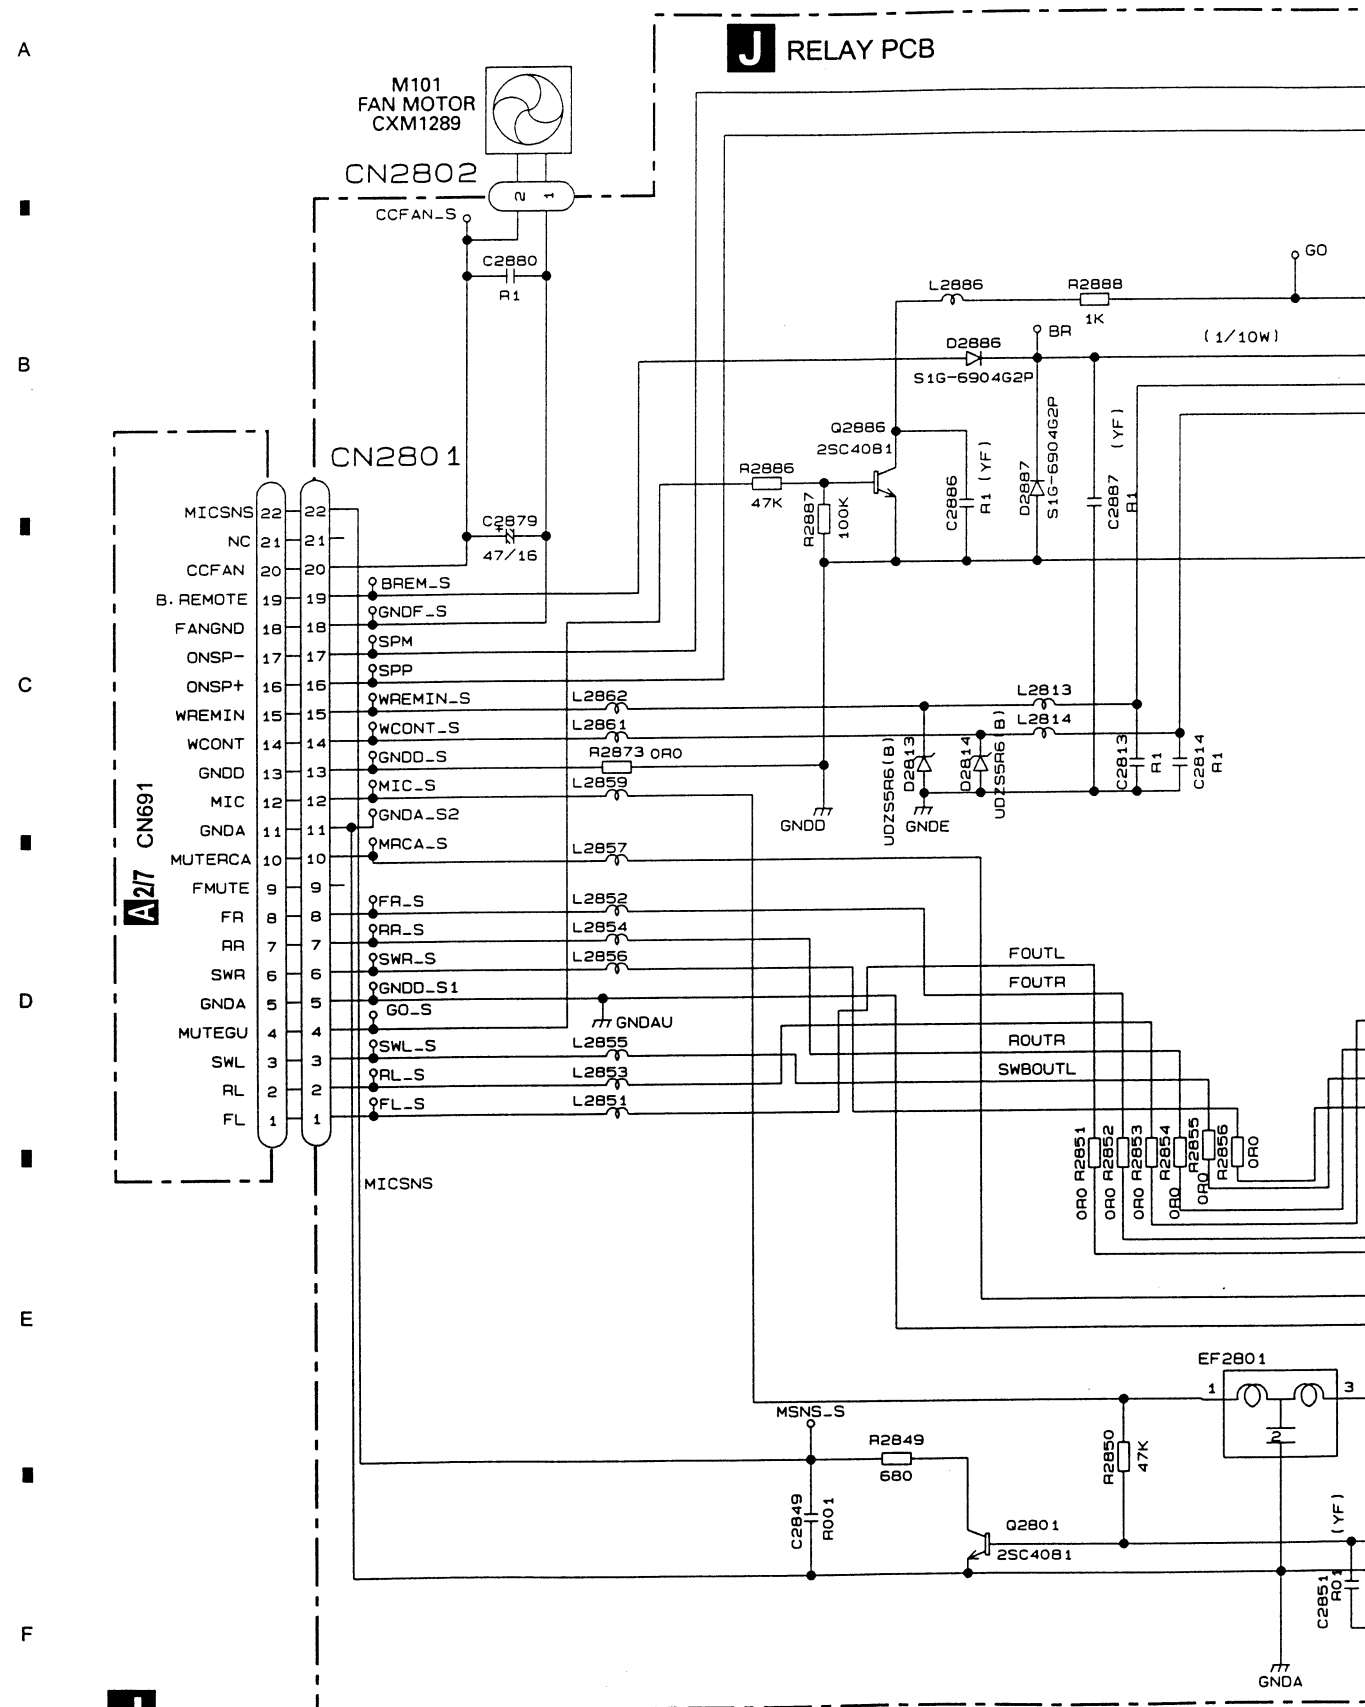 A
J RELAY PCB
M101
FAN MOTOR
CXM1289
CN2802
2 1
CCFAN_S
C2880
R1
GO
L2886
R2888
1K
BR
(1/10W)
B
D2886
S1G-6904G2P
Q2886
2SC4081
C2886
R1 (YF)
D2887
S1G-6904G2P
C2887
R1
(YF)
CN2801
R2886
47K
R2887
100K
C2879
+
47/16
MICSNS 22 22
NC 21 21
CCFAN 20 20
B.REMOTE 19 19 BREM_S
FANGND 18 18 GNDF_S
ONSP- 17 17 SPM
C
ONSP+ 16 16 SPP
WREMIN 15 15 WREMIN_S L2862 L2813
WCONT 14 14 WCONT_S L2861 L2814
GNDD 13 13 GNDD_S R2873 0R0
MIC 12 12 MIC_S L2859
GNDA 11 11 GNDA_S2
MUTERCA 10 10 MRCA_S L2857
FMUTE 9 9
FR 8 8 FR_S L2852
RR 7 7 RR_S L2854
SWR 6 6 SWR_S L2856
GNDA 5 5 GNDD_S1
MUTEGU 4 4 GO_S
SWL 3 3 SWL_S L2855
RL 2 2 RL_S L2853
FL 1 1 FL_S L2851
UDZS5R6(B)
D2813
D2814
UDZS5R6(B)
C2813
R1
C2814
R1
GNDD
GNDE
A 2/7 CN691
D
GNDAU
FOUTL
FOUTR
ROUTR
SWBOUTL
0R0 R2851
0R0 R2852
0R0 R2853
0R0 R2854
0R0 R2855
R2856
0R0
MICSNS
E
EF2801
1 3
2
MSNS_S
R2849
680
R2850
47K
C2849
R001
Q2801
2SC4081
(YF)
C2851
R01
F
GNDA